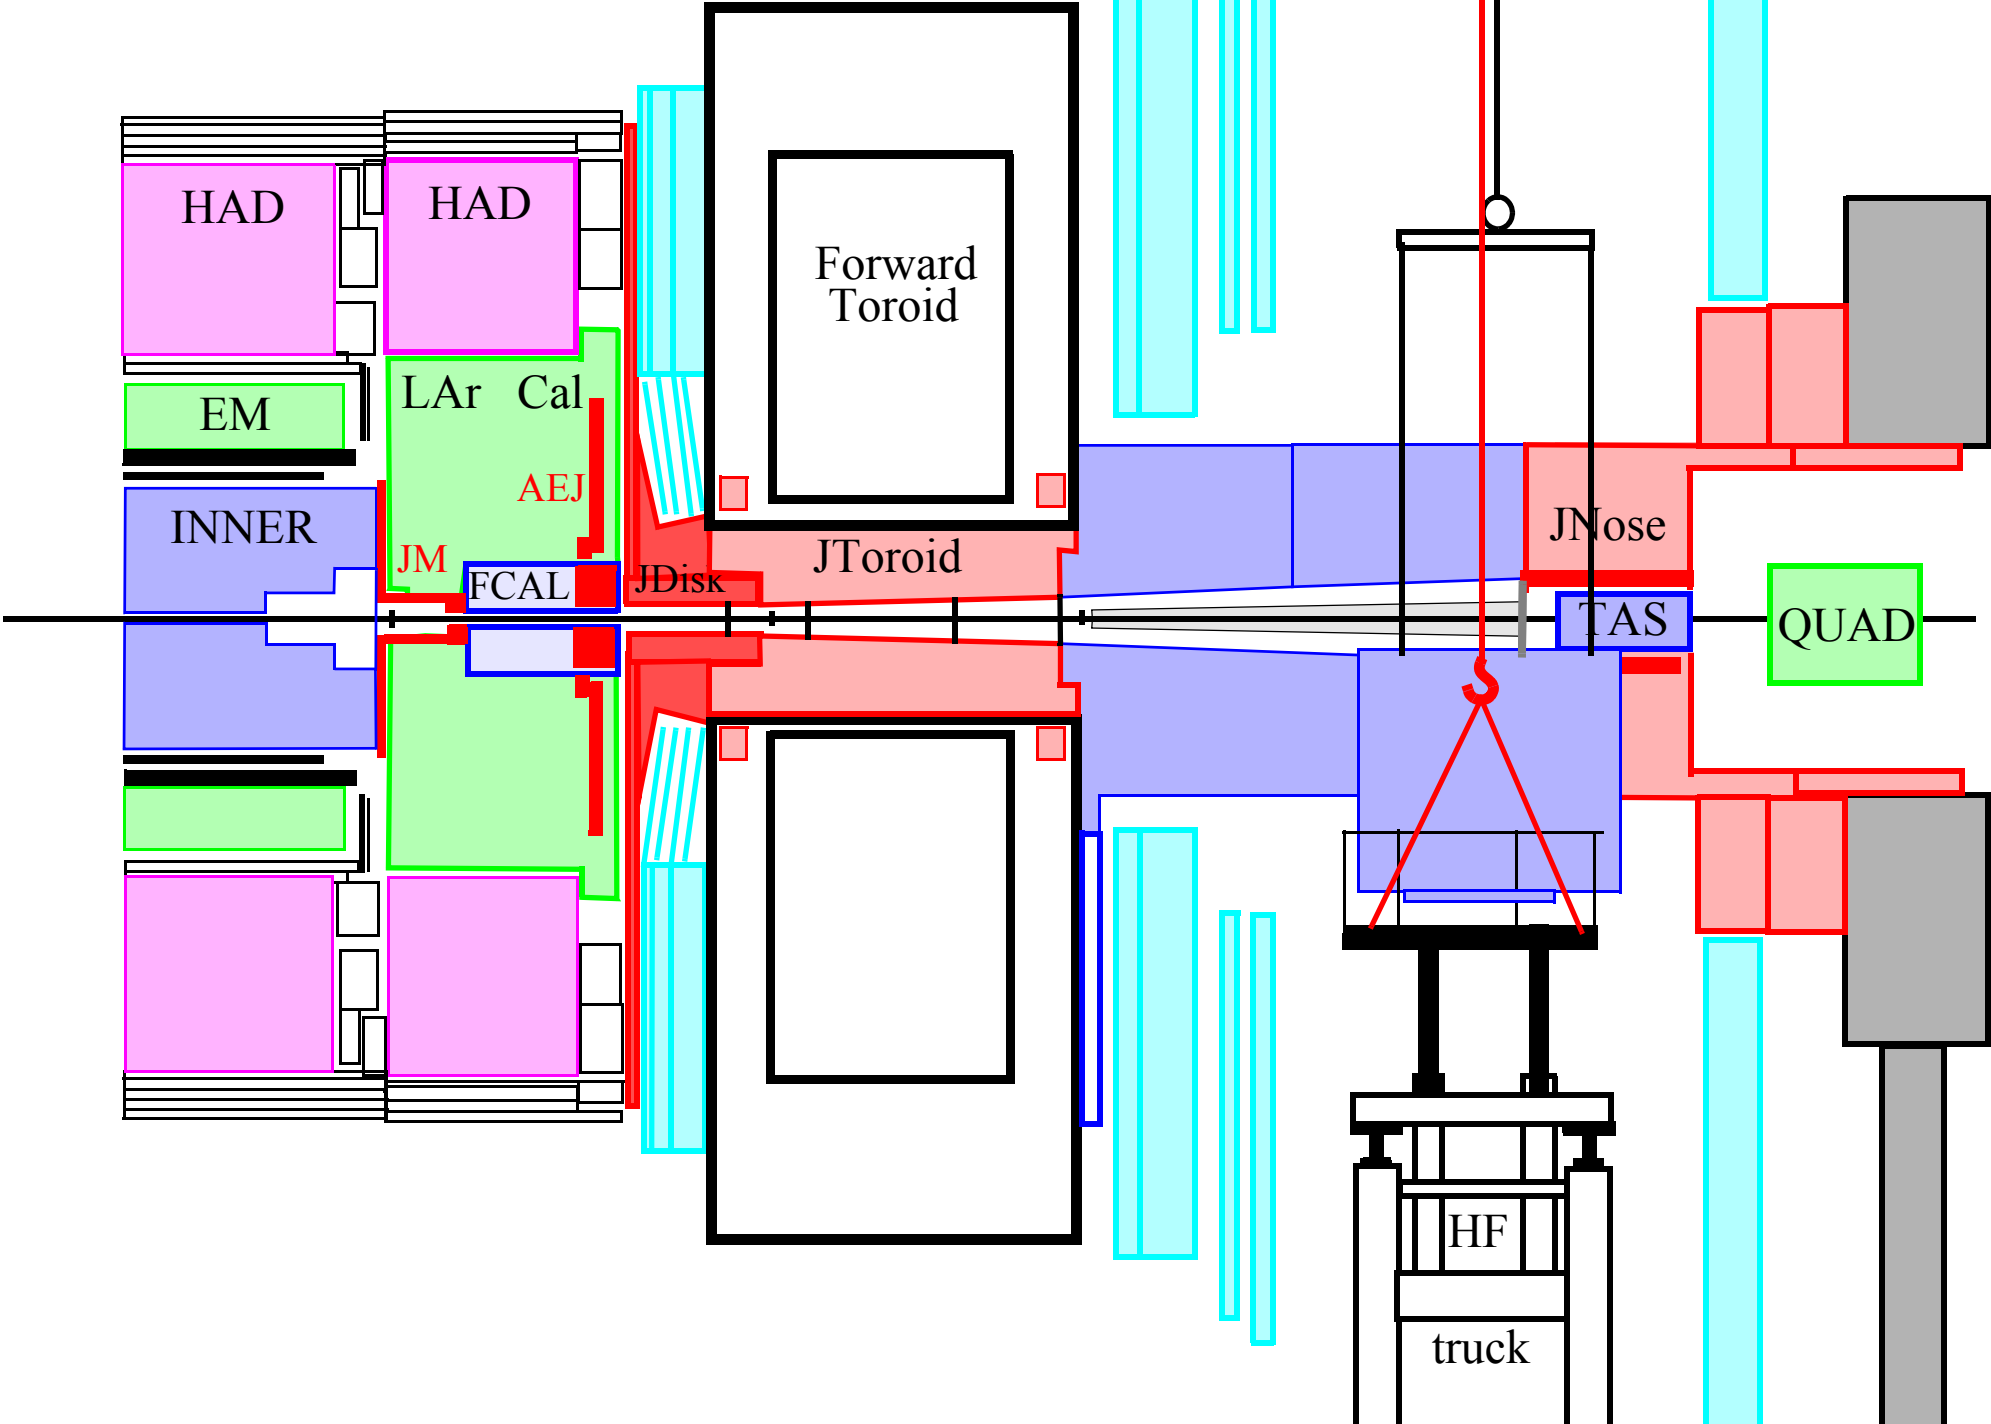 HAD
HAD
Forward
Toroid
LAr Cal
EM
AEJ
INNER
JNose
JM
FCAL
JDisk
JToroid
TAS
QUAD
HF
truck